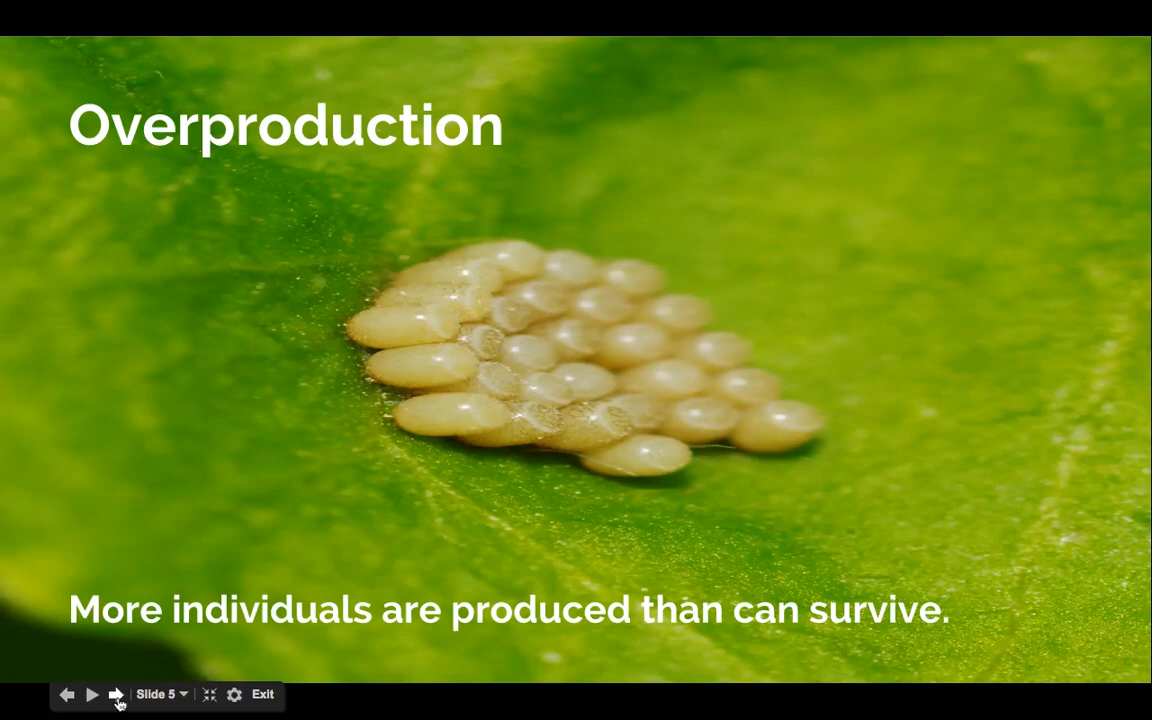 Overproduction
More individuals are produced than can survive.
Slide 5
Exit